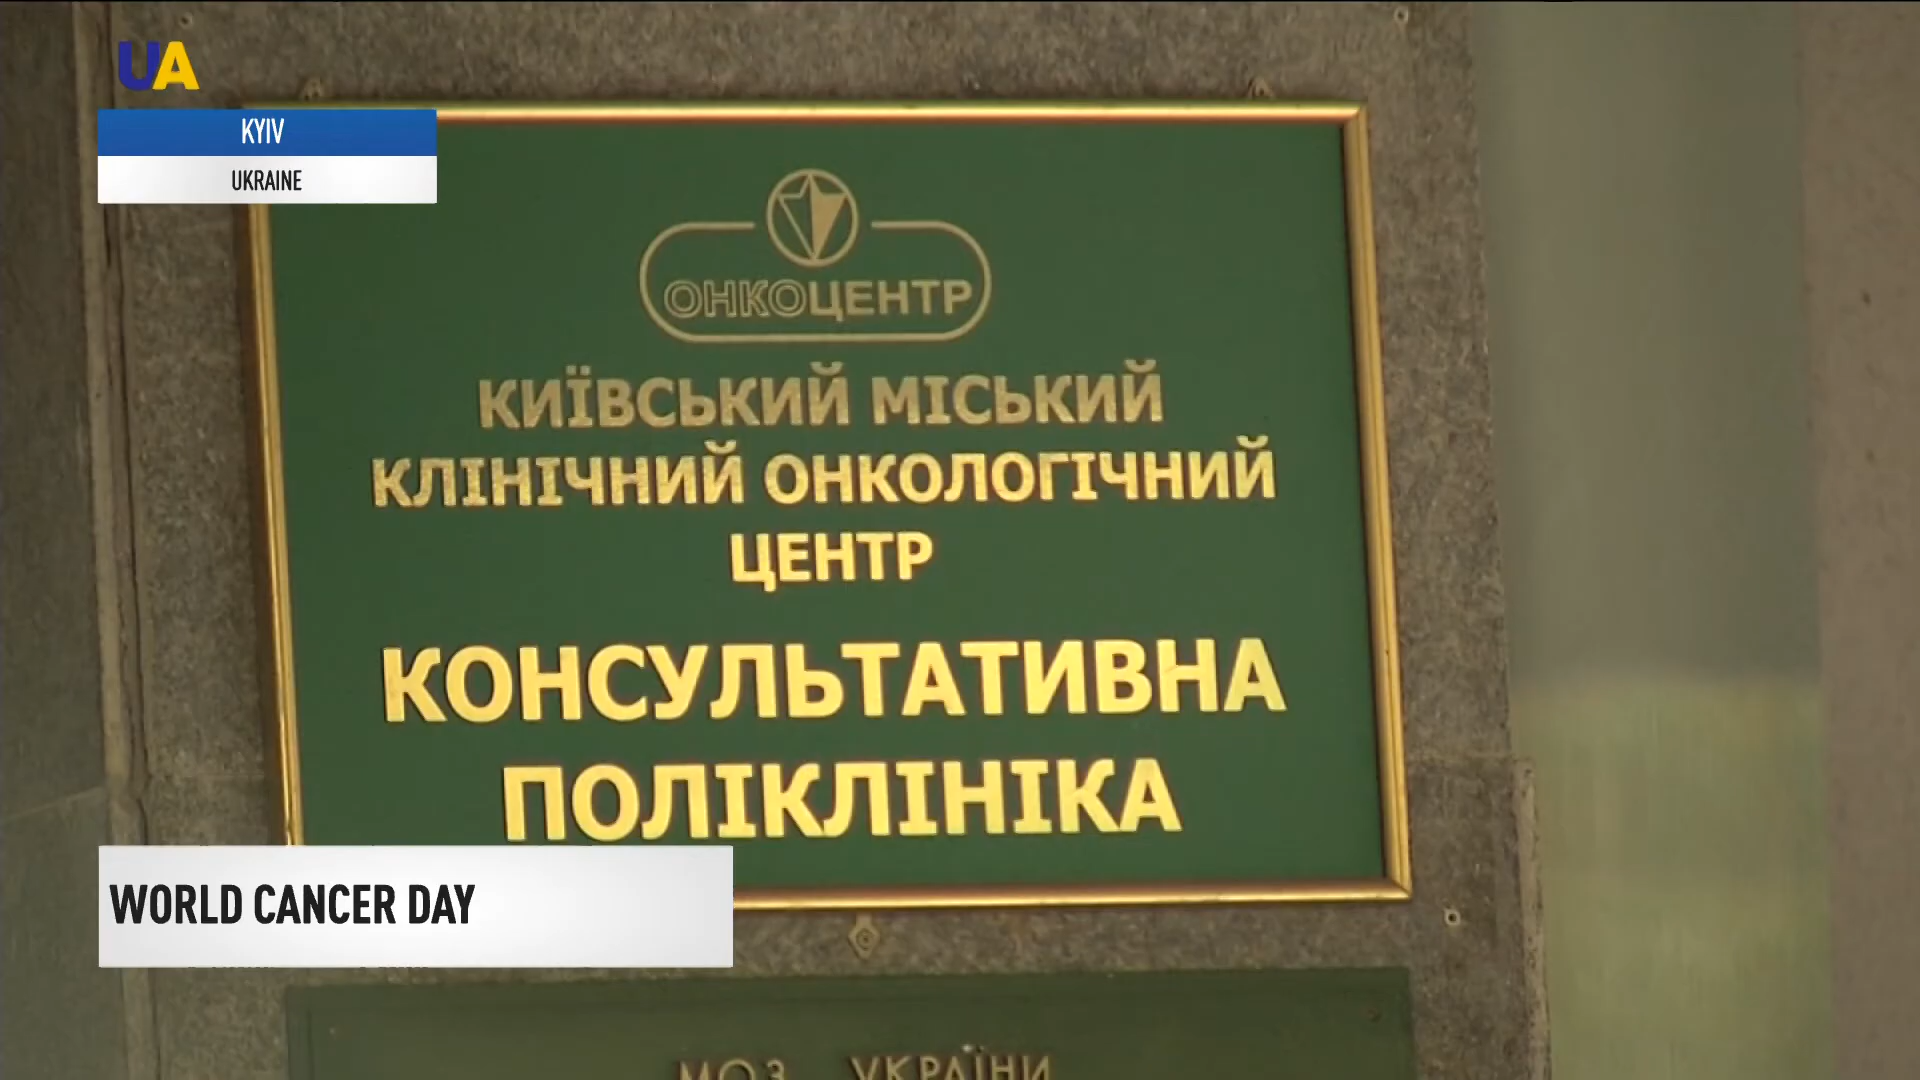 UA
KYIV
UKRAINE
ОНКОЦЕНТР
КИЇВСЬКИЙ МІСЬКИЙ
КЛІНІЧНИЙ ОНКОЛОГІЧНИЙ
ЦЕНТР
КОНСУЛЬТАТИВНА
ПОЛІКЛІНІКА
WORLD CANCER DAY
МОЗ УКРАЇНИ